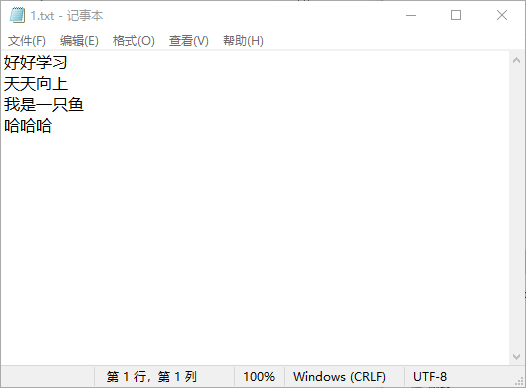 1.txt - 记事本
文件(F) 编辑(E) 格式(O) 查看(V) 帮助(H)
好好学习
天天向上
我是一只鱼
哈哈哈
第 1 行，第 1 列 100% Windows (CRLF) UTF-8